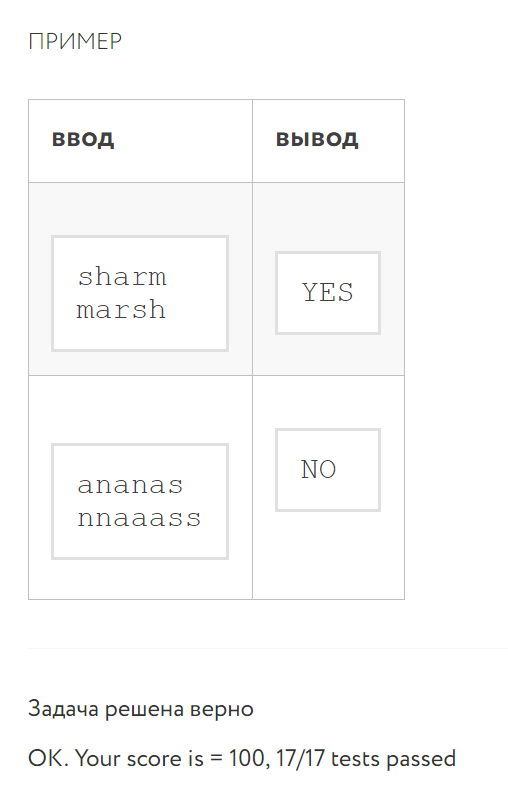 ПРИМЕР
ВВОД
ВЫВОД
sharm
marsh
YES
ananas
nnaaass
NO
Задача решена верно
OK. Your score is = 100, 17/17 tests passed